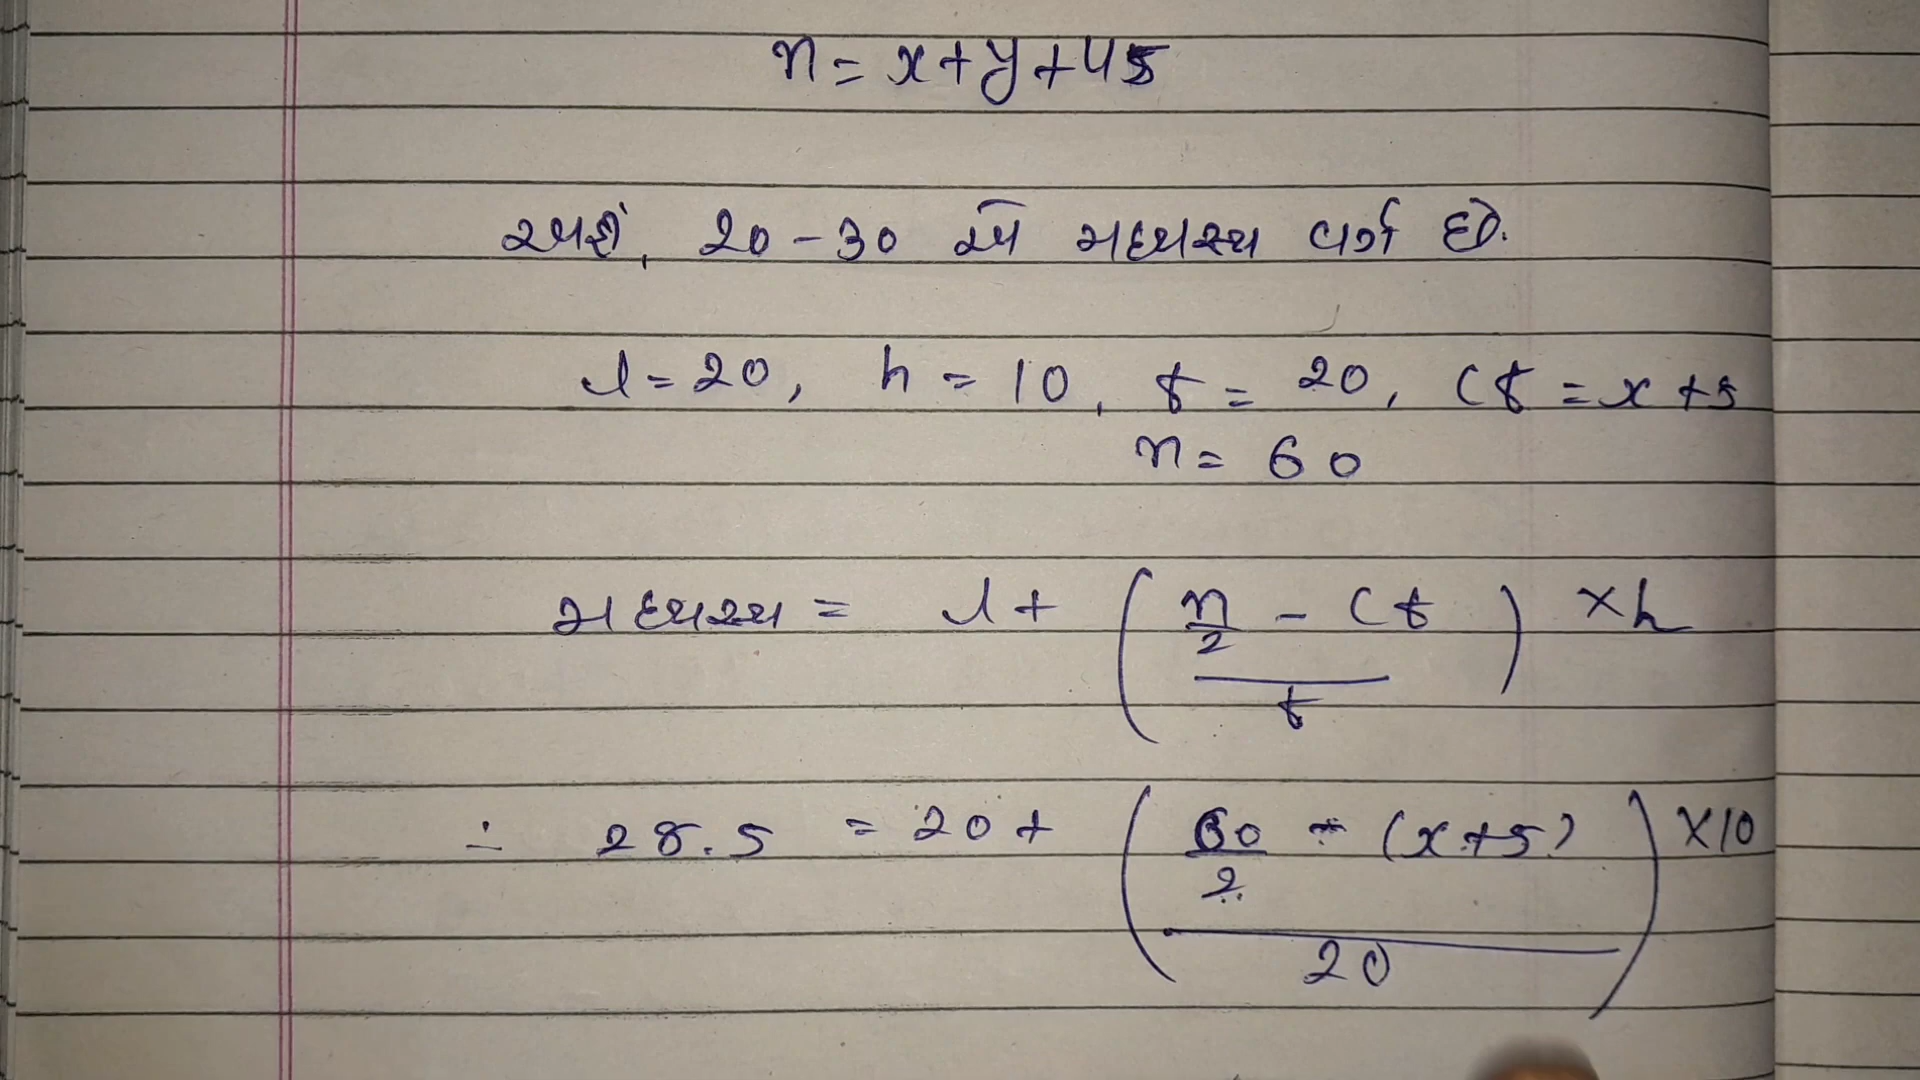 n = x + y + 45
અહીં, 20 - 30 એ મધ્યસ્થ વર્ગ છે.
l = 20, h = 10, f = 20, cf = x + 5
n = 60
મધ્યસ્થ = l + ( (n/2 - cf) / f ) × h
∴ 28.5 = 20 + ( (60/2 - (x+5)) / 20 ) × 10